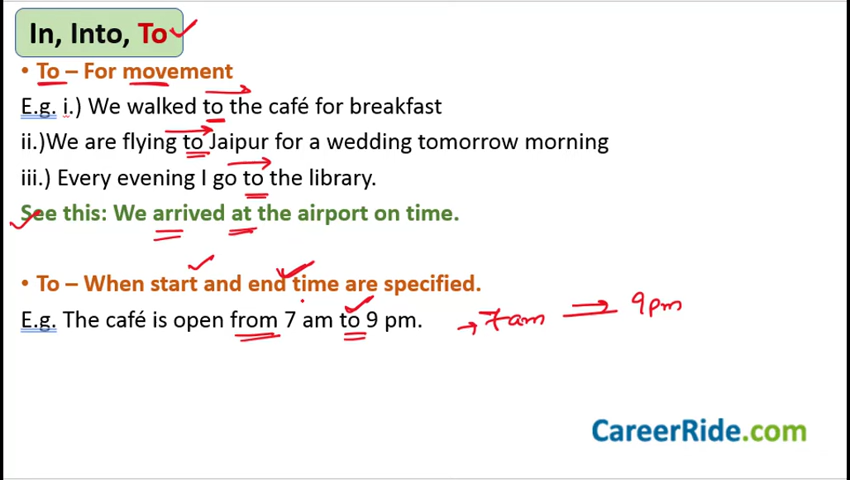 In, Into, To
• To – For movement
E.g. i.) We walked to the café for breakfast
ii.)We are flying to Jaipur for a wedding tomorrow morning
iii.) Every evening I go to the library.
See this: We arrived at the airport on time.
• To – When start and end time are specified.
E.g. The café is open from 7 am to 9 pm. → 7am → 9pm
CareerRide.com